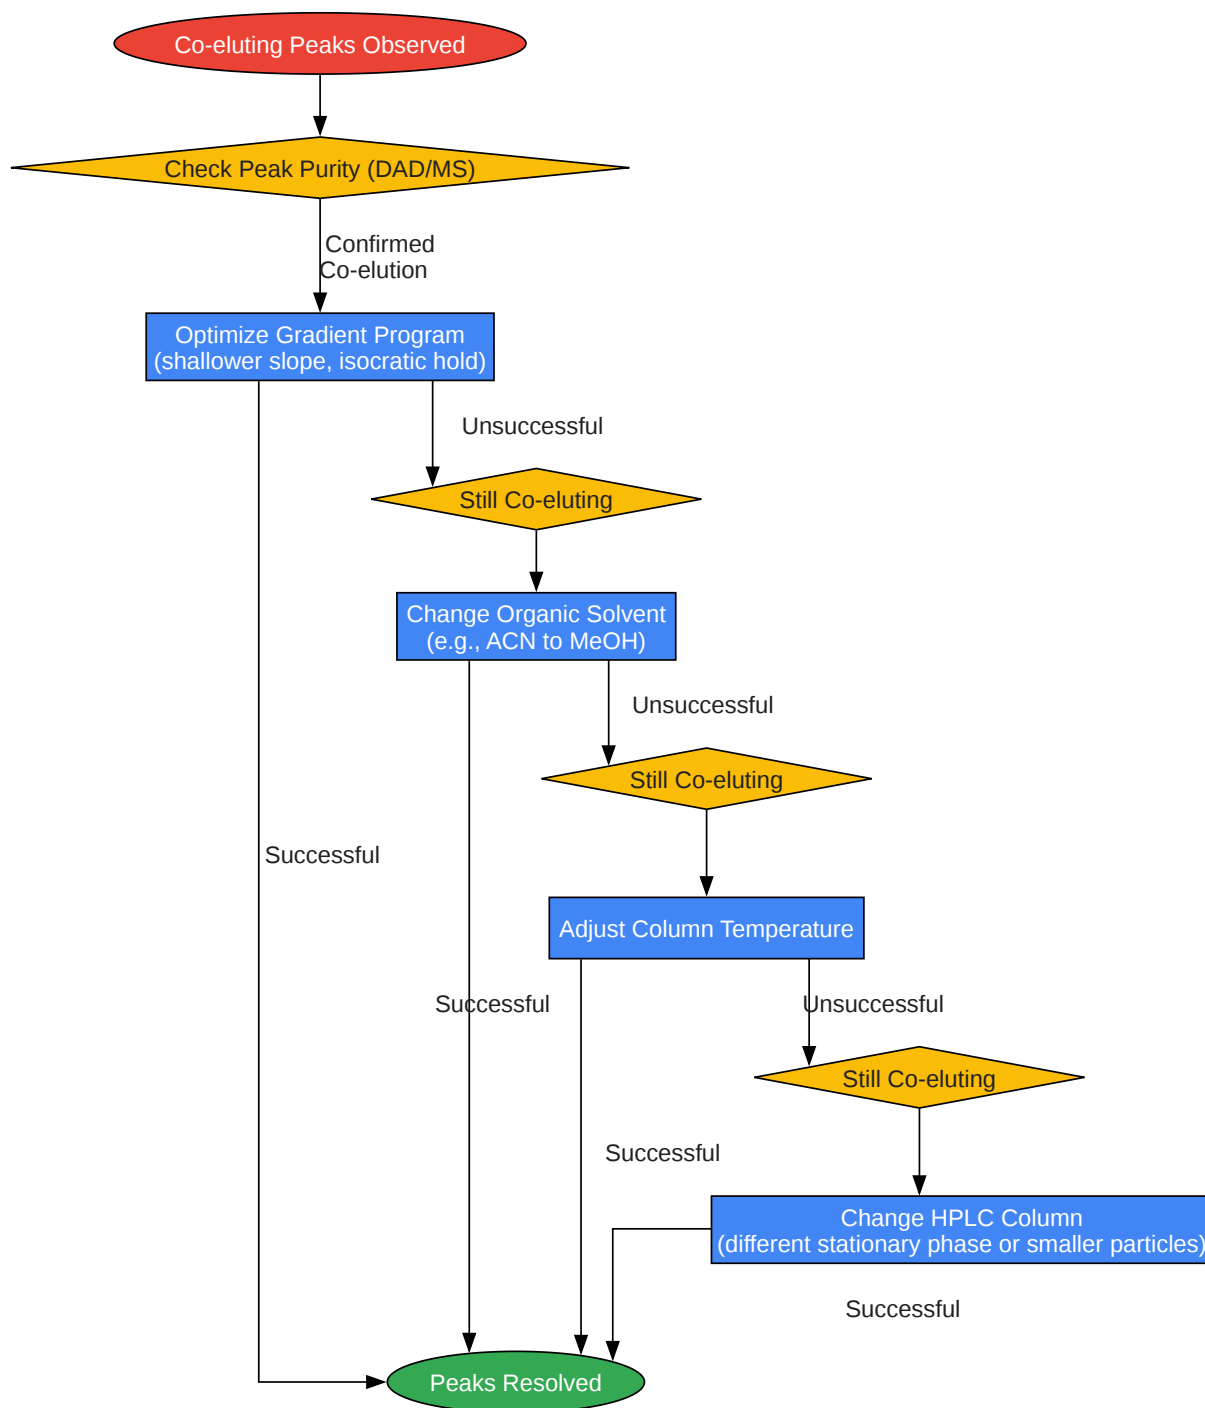 Co-eluting Peaks Observed
Check Peak Purity (DAD/MS)
Confirmed
Co-elution
Optimize Gradient Program
(shallower slope, isocratic hold)
Unsuccessful
Still Co-eluting
Change Organic Solvent
(e.g., ACN to MeOH)
Unsuccessful
Still Co-eluting
Successful
Adjust Column Temperature
Successful
Unsuccessful
Still Co-eluting
Successful
Change HPLC Column
(different stationary phase or smaller particles)
Successful
Peaks Resolved